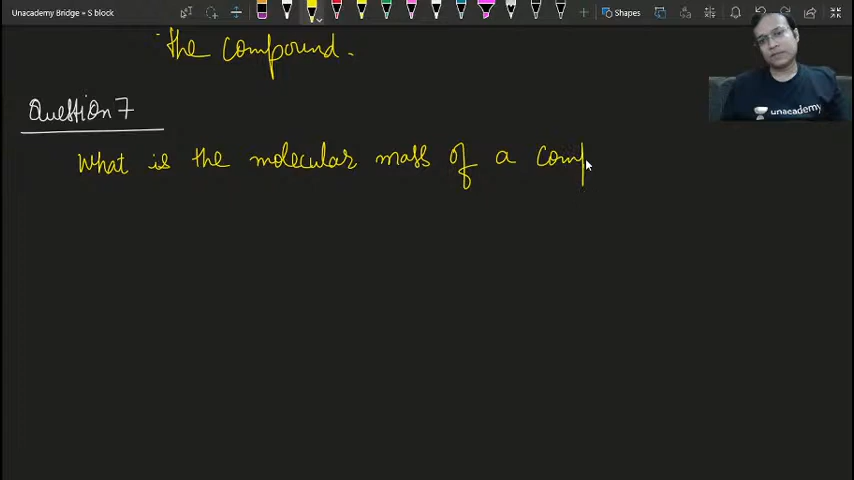 Unacademy Bridge - S block
Shapes
the compound.
unacademy
Question 7
What is the molecular mass of a comp